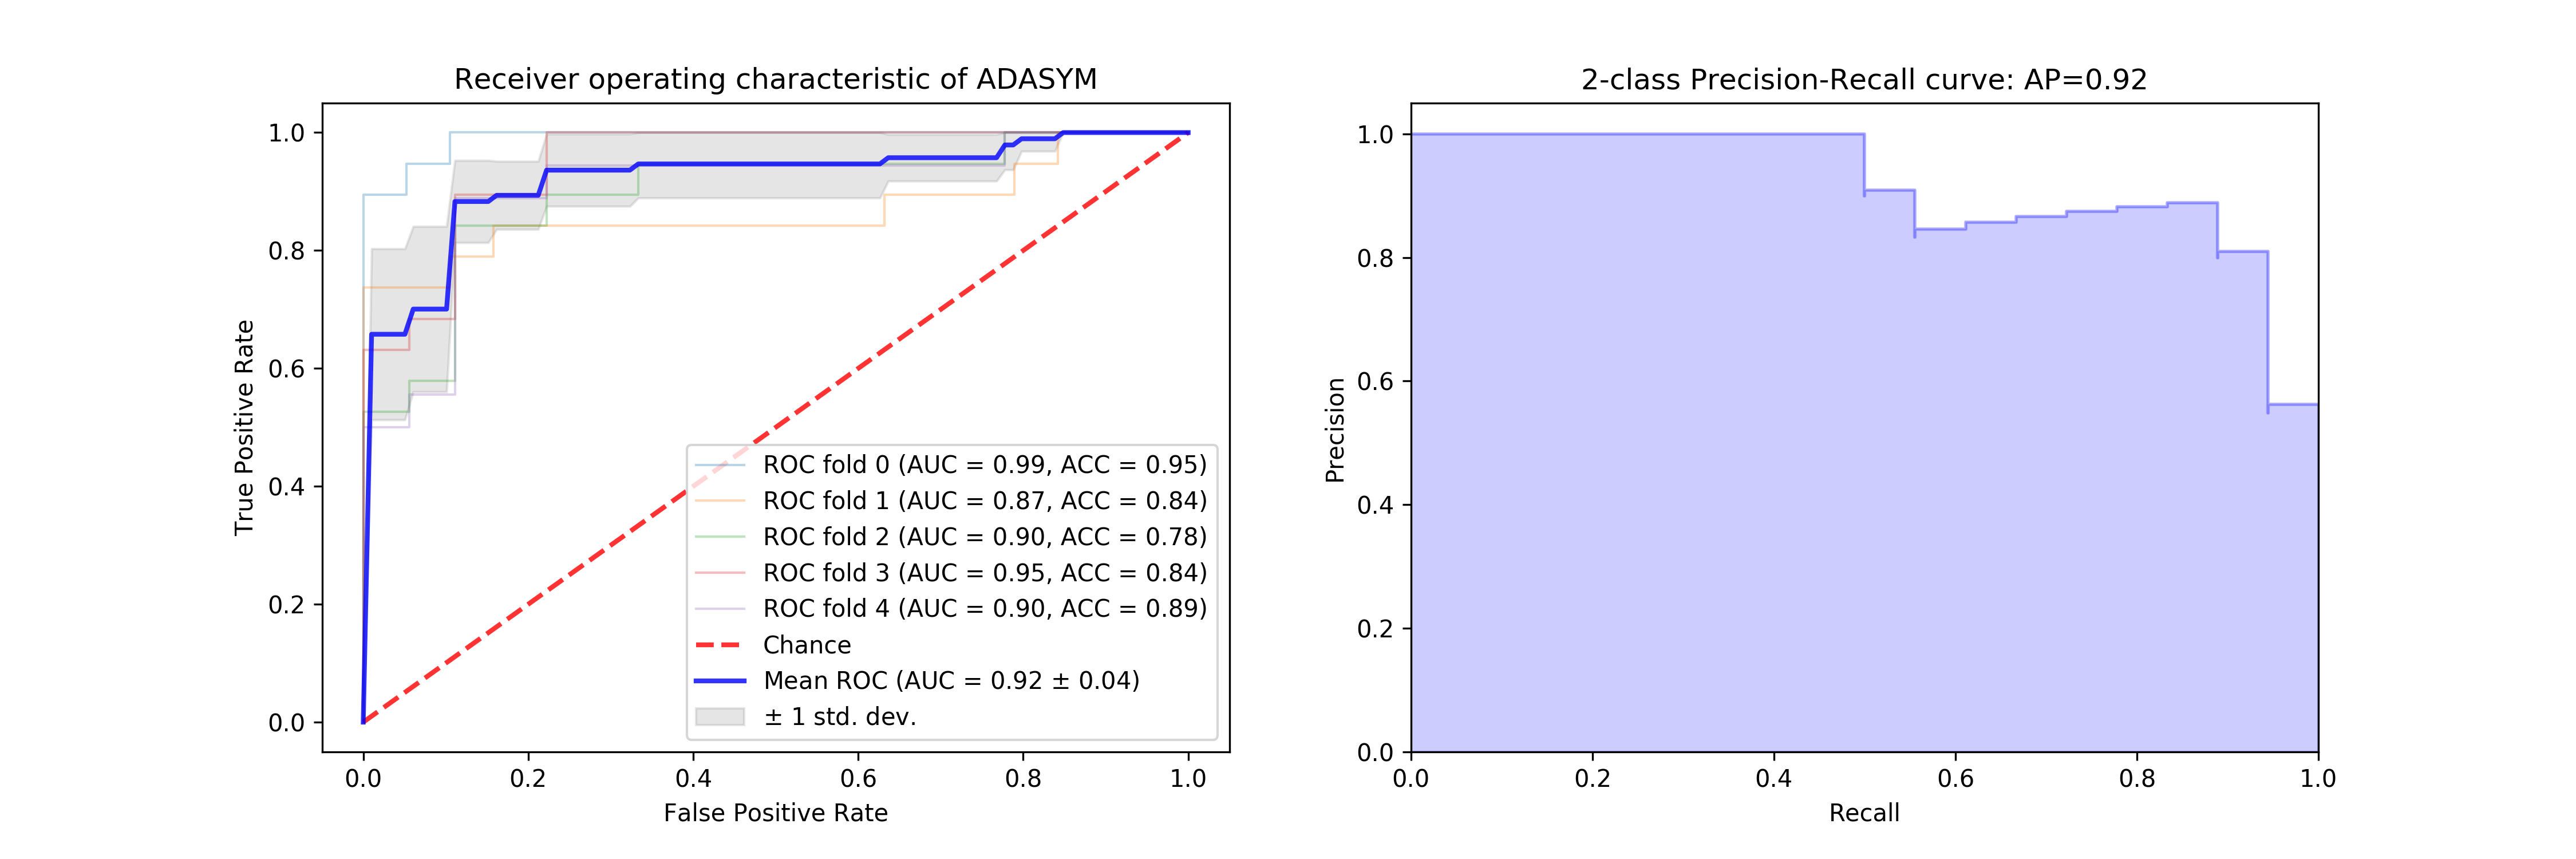 Receiver operating characteristic of ADASYM
True Positive Rate
1.0
0.8
0.6
0.4
0.2
0.0
ROC fold 0 (AUC = 0.99, ACC = 0.95)
ROC fold 1 (AUC = 0.87, ACC = 0.84)
ROC fold 2 (AUC = 0.90, ACC = 0.78)
ROC fold 3 (AUC = 0.95, ACC = 0.84)
ROC fold 4 (AUC = 0.90, ACC = 0.89)
Chance
Mean ROC (AUC = 0.92 ± 0.04)
± 1 std. dev.
0.0 0.2 0.4 0.6 0.8 1.0
False Positive Rate
2-class Precision-Recall curve: AP=0.92
Precision
1.0
0.8
0.6
0.4
0.2
0.0
0.0 0.2 0.4 0.6 0.8 1.0
Recall